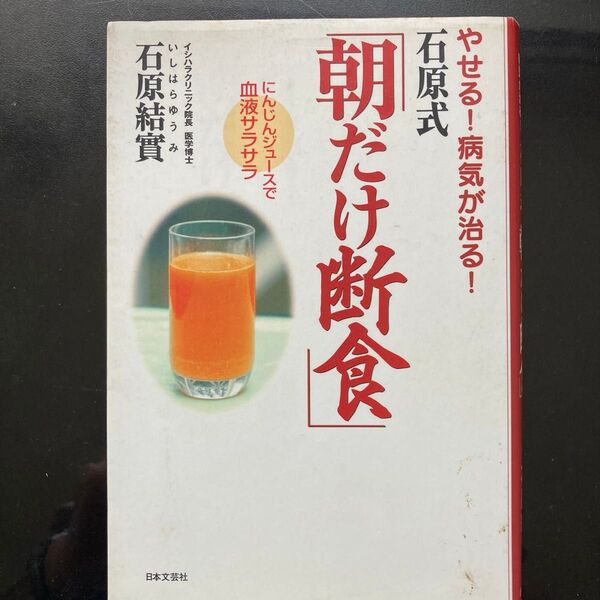 やせる！病気が治る！
石原式
「朝だけ断食」
にんじんジュースで
血液サラサラ
イシハラクリニック院長 医学博士
石原結實
いしはらゆうみ
日本文芸社